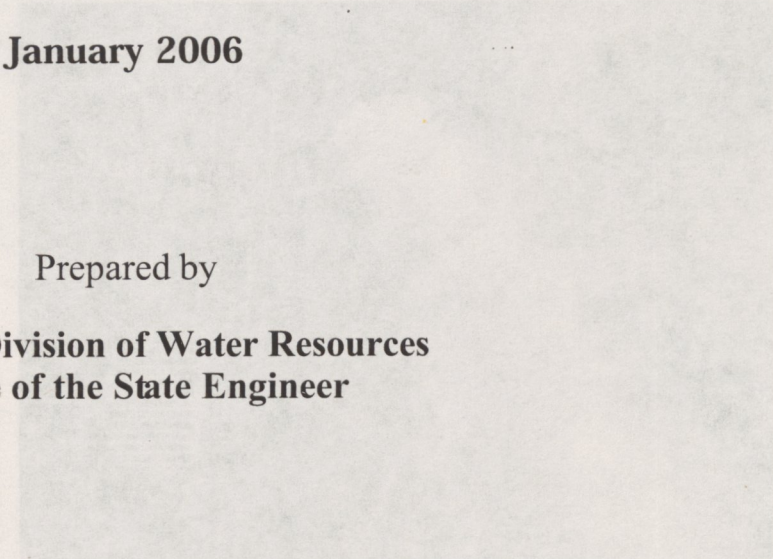 January 2006
Prepared by
ivision of Water Resources
of the State Engineer